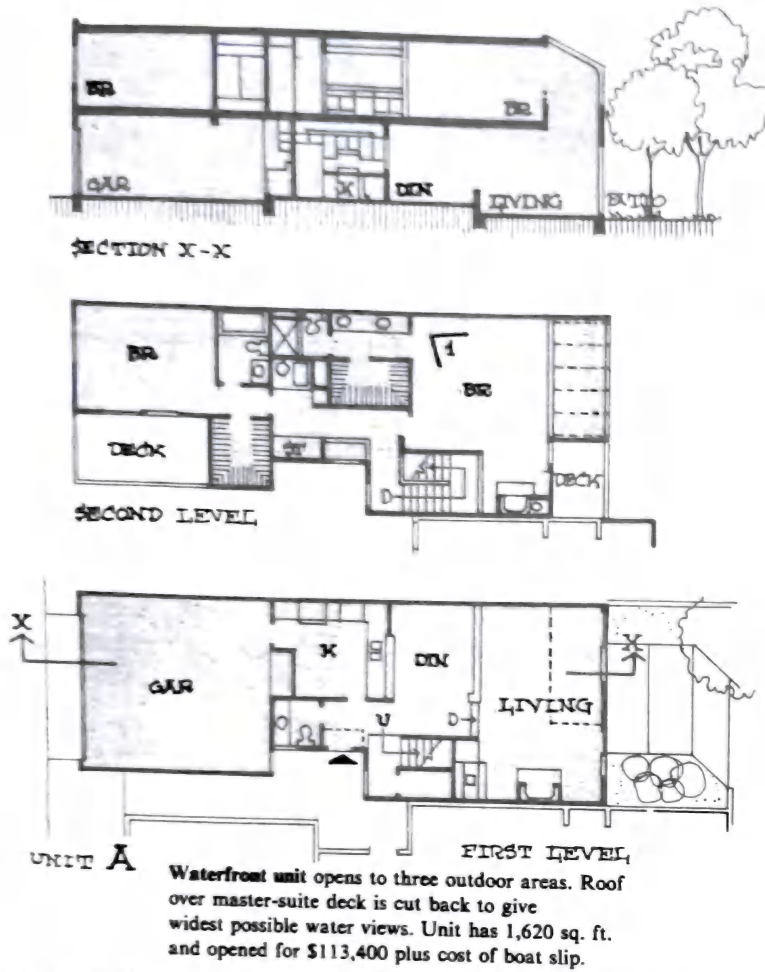 BR
BR
GAR
K
DIN
LIVING
PATIO
SECTION X-X
BR
1
BR
DECK
ST
D
DECK
SECOND LEVEL
X
X
K
DIN
GAR
LIVING
U
D
FIRST LEVEL
UNIT A
Waterfront unit opens to three outdoor areas. Roof
over master-suite deck is cut back to give
widest possible water views. Unit has 1,620 sq. ft.
and opened for $113,400 plus cost of boat slip.